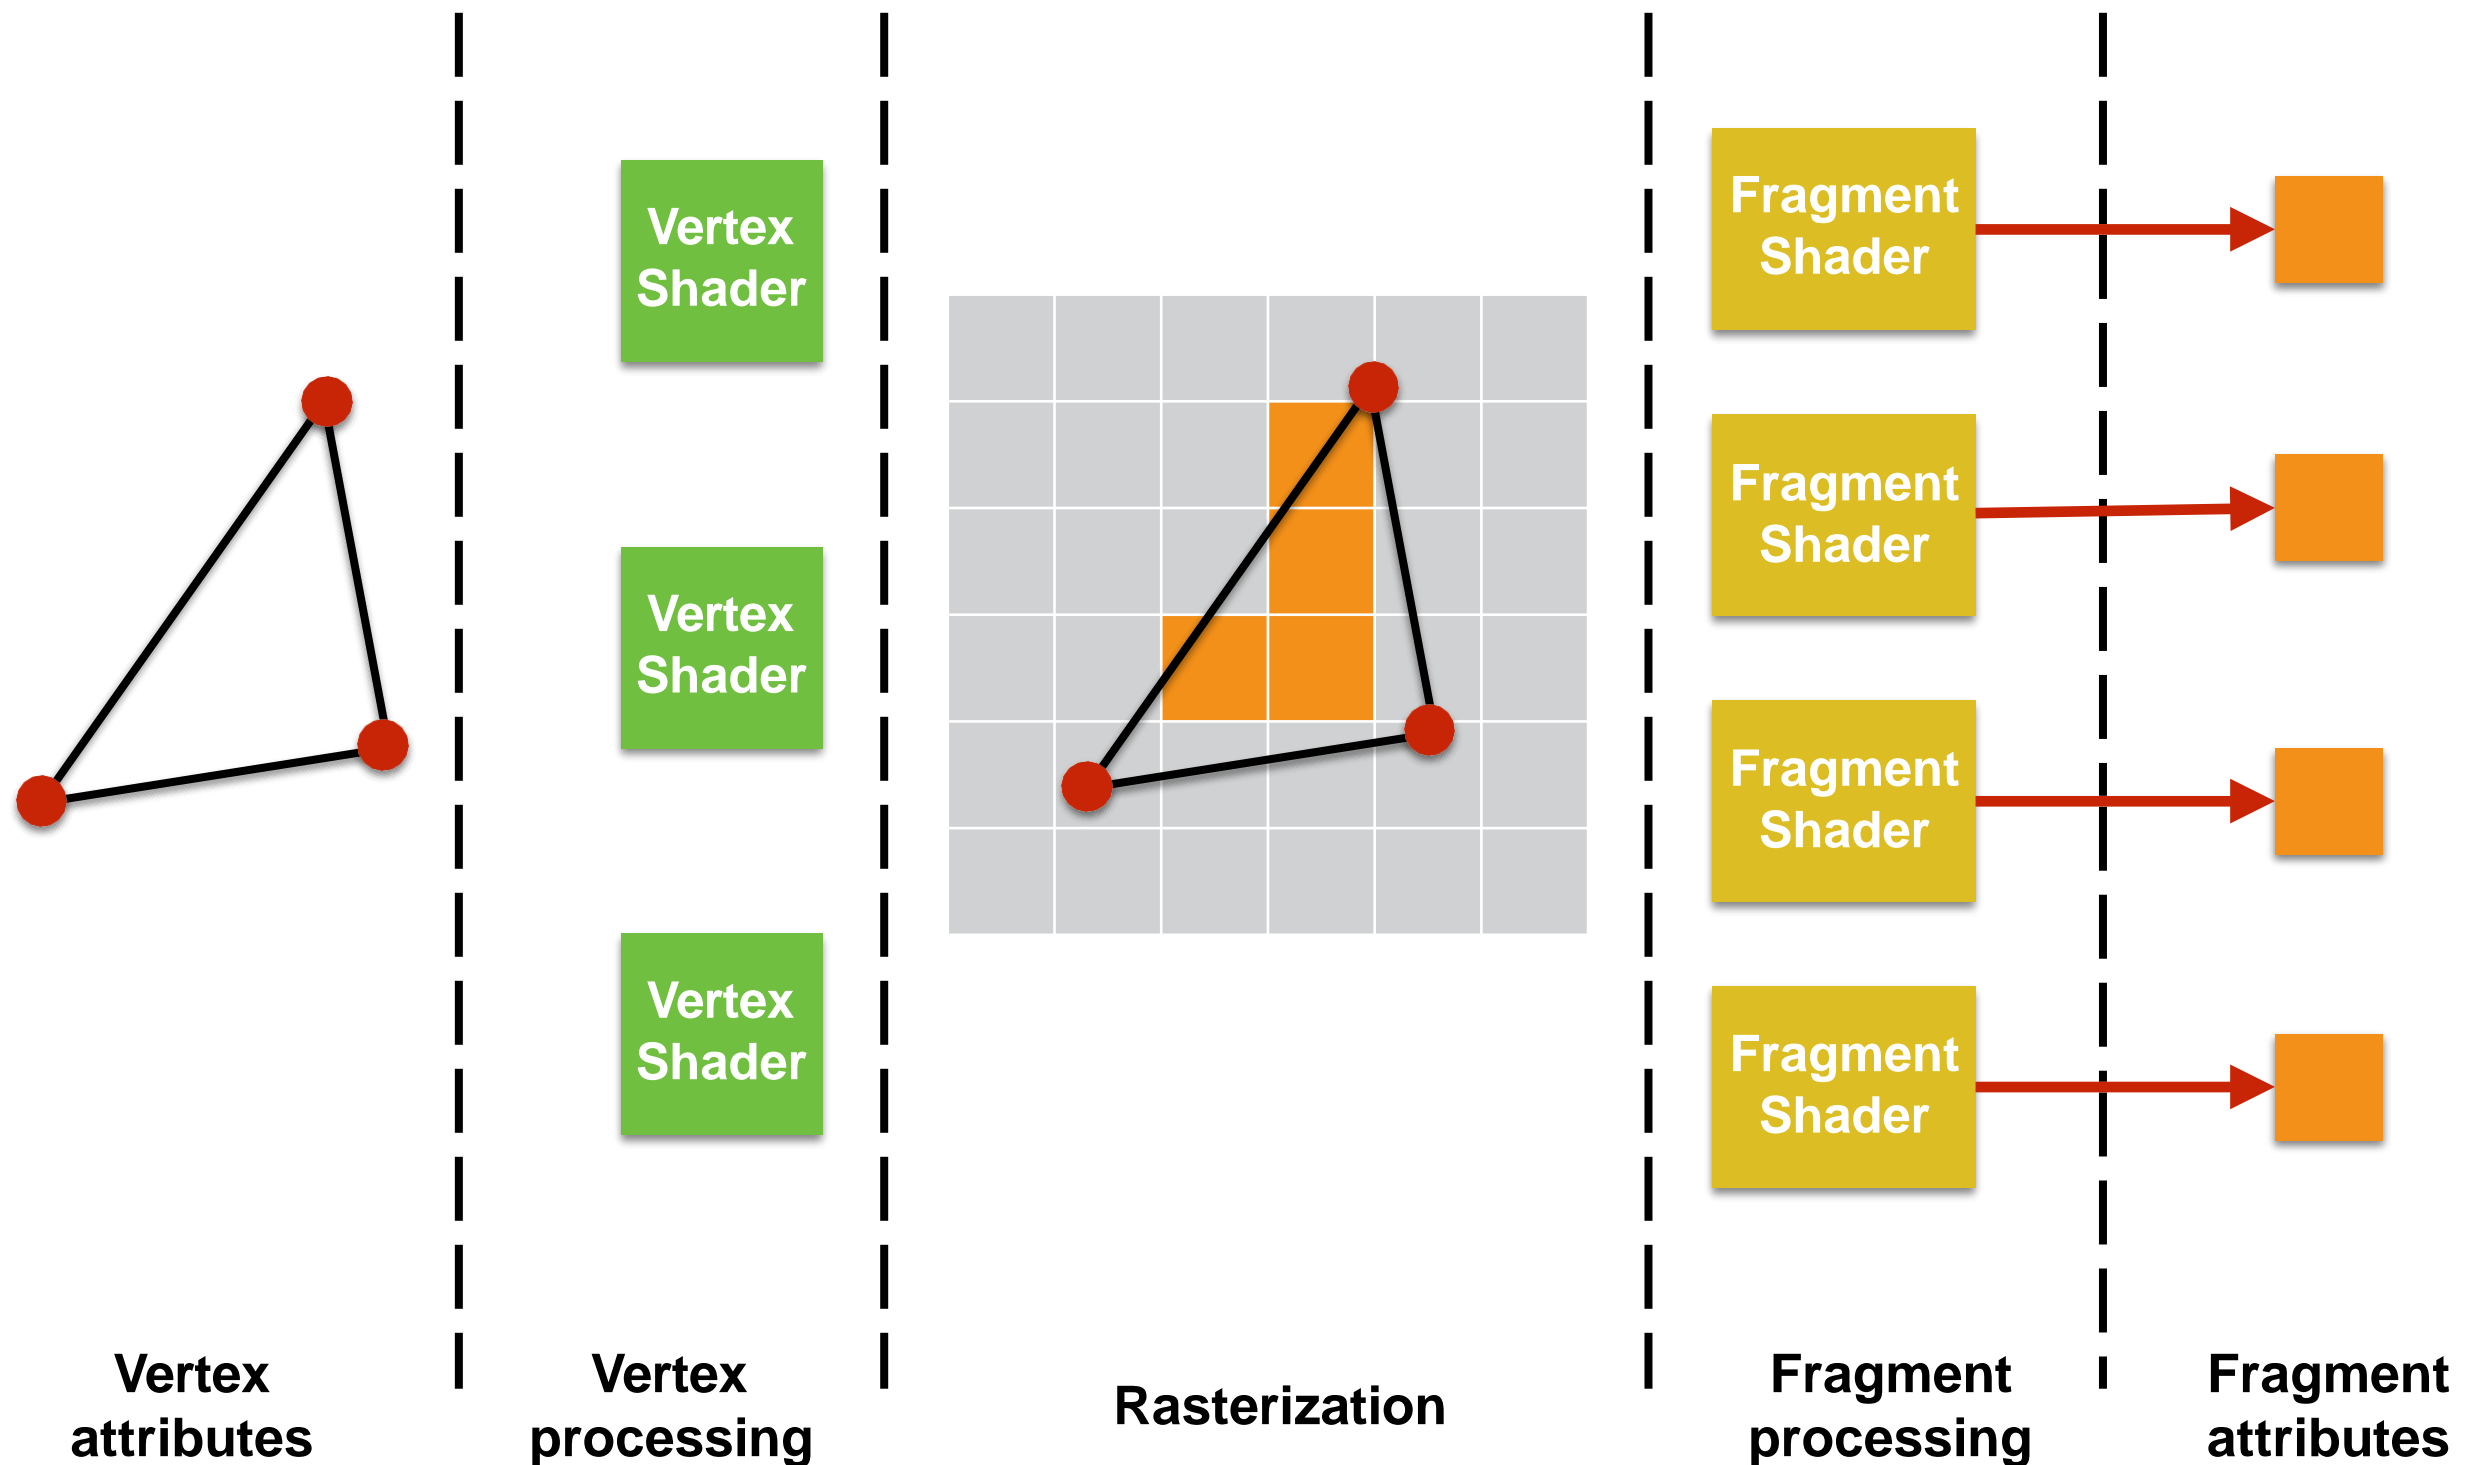 Vertex
Shader
Vertex
Shader
Vertex
Shader
Fragment
Shader
Fragment
Shader
Fragment
Shader
Fragment
Shader
Vertex
attributes
Vertex
processing
Rasterization
Fragment
processing
Fragment
attributes